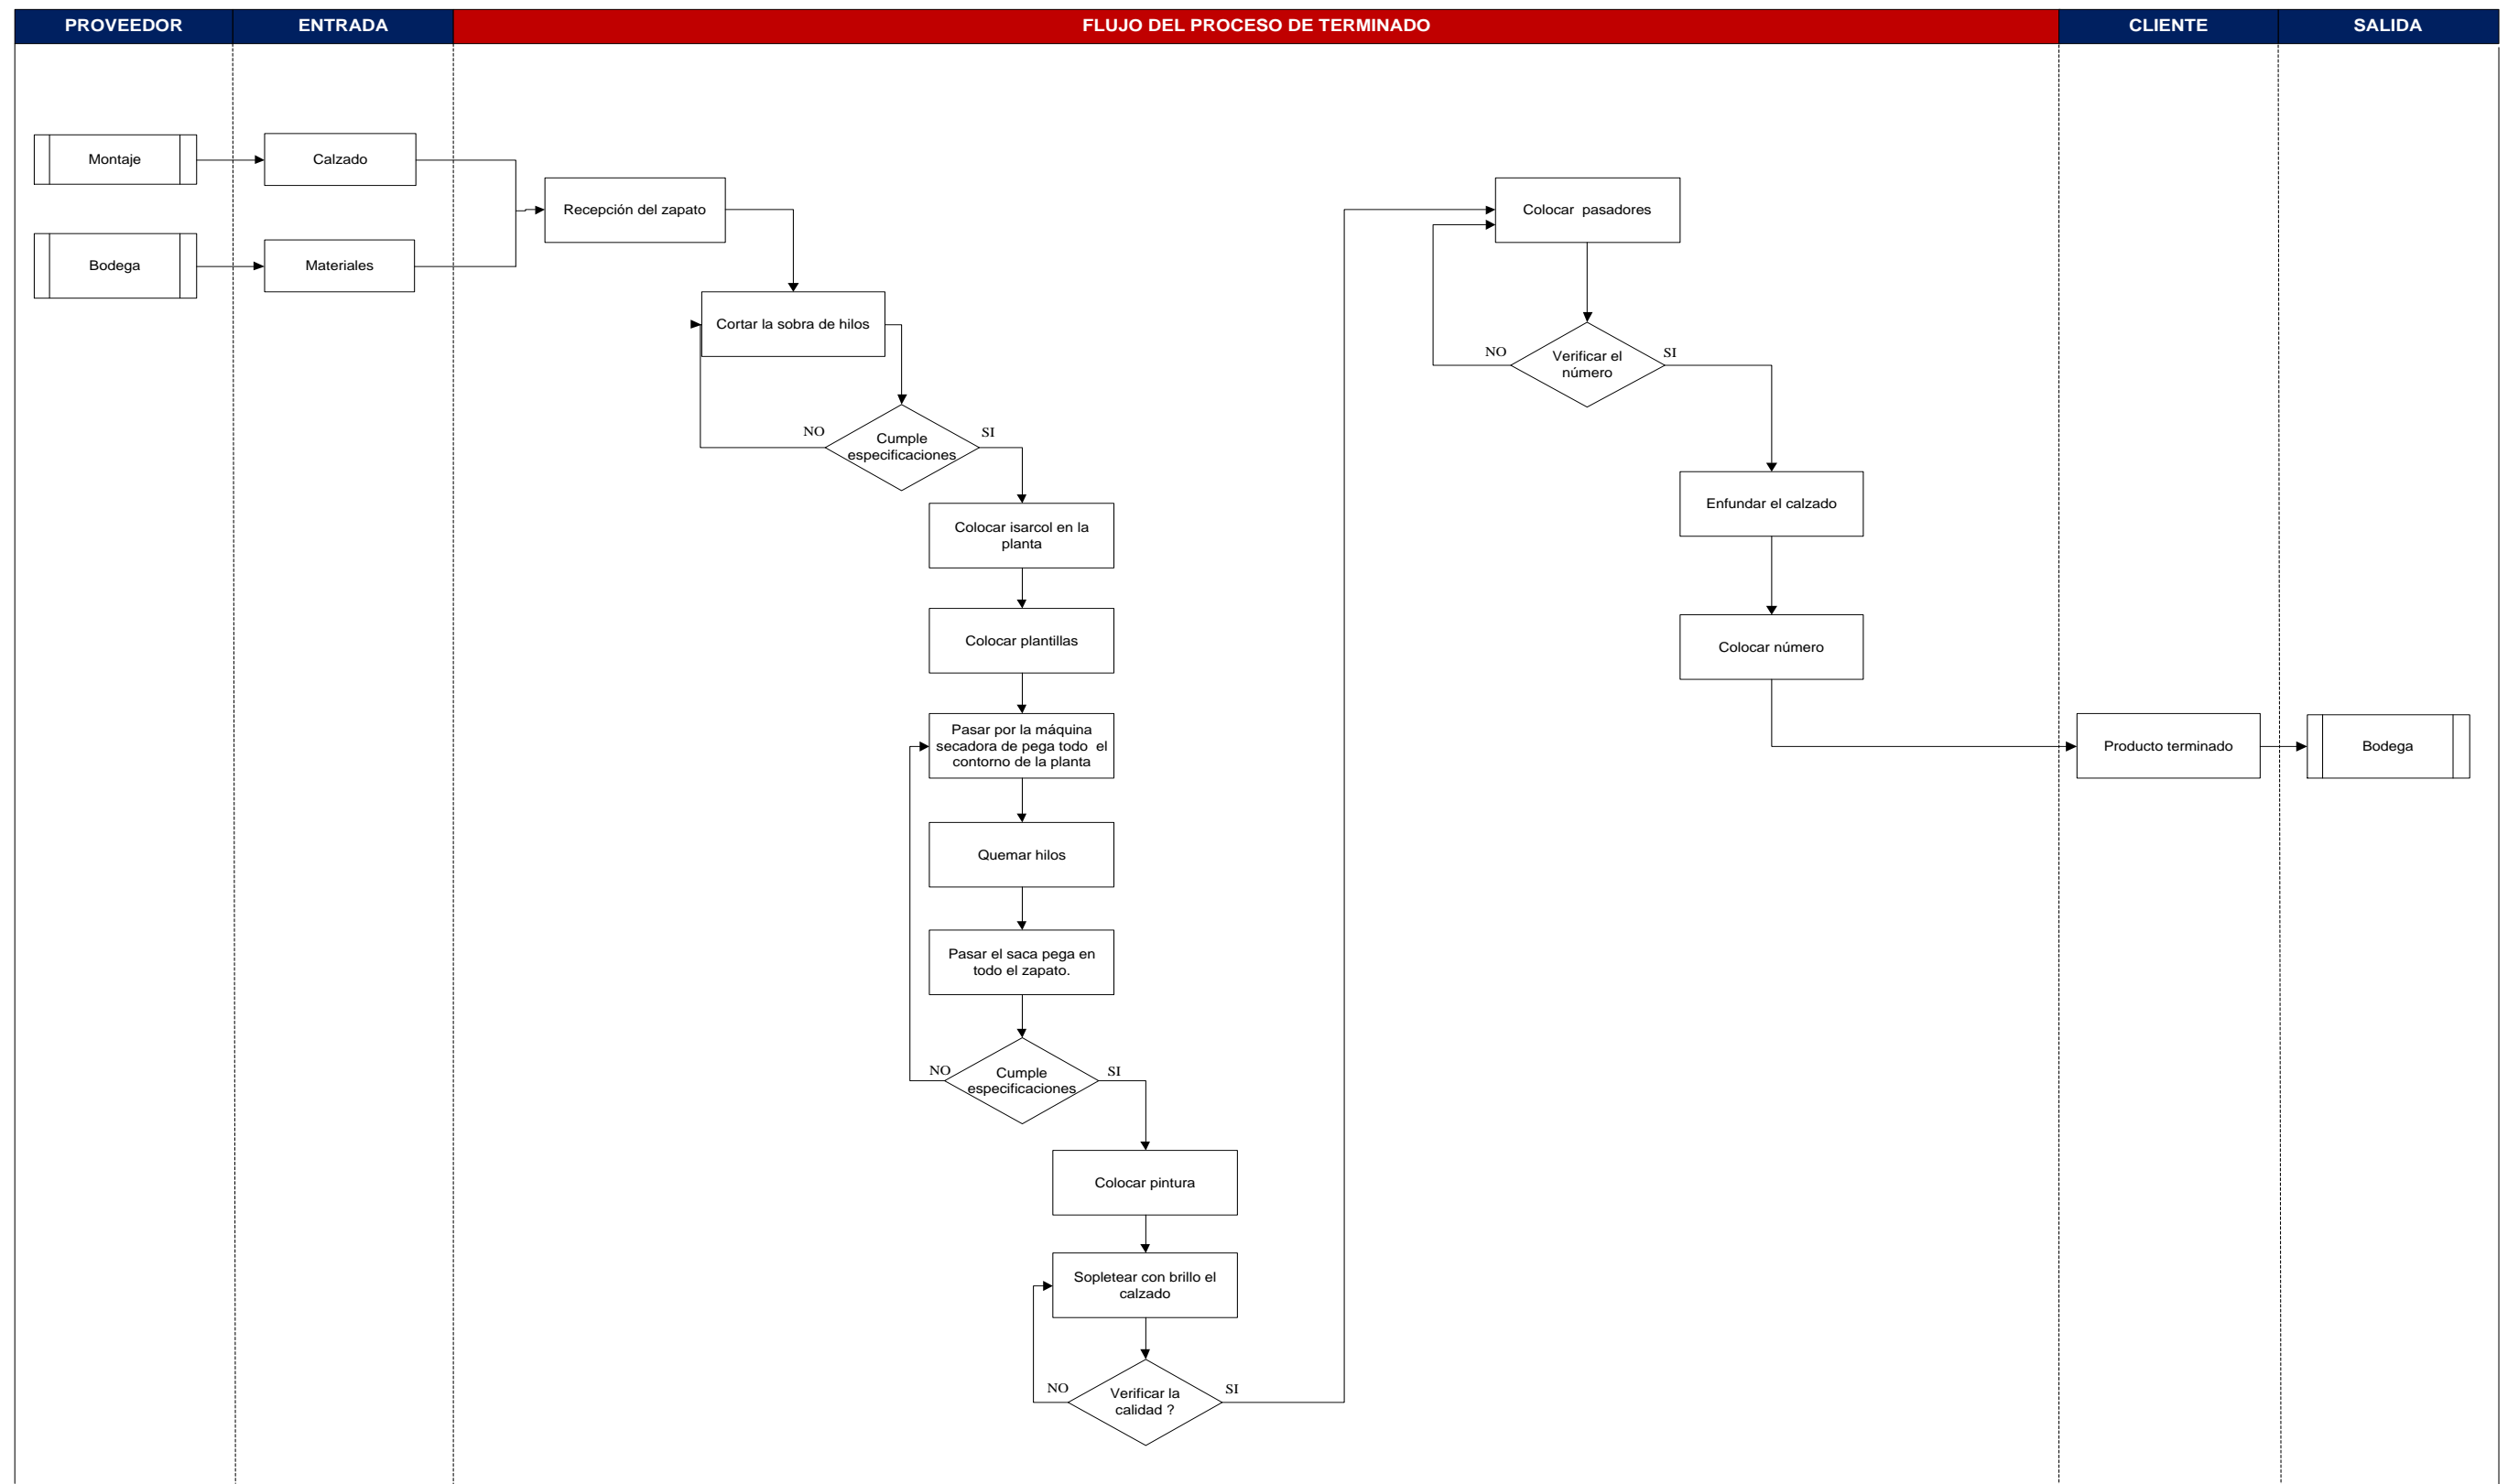 PROVEEDOR
ENTRADA
FLUJO DEL PROCESO DE TERMINADO
CLIENTE
SALIDA
Montaje
Calzado
Bodega
Materiales
Recepción del zapato
Cortar la sobra de hilos
Cumple
especificaciones
NO
SI
Colocar isarcol en la
planta
Colocar plantillas
Pasar por la máquina
secadora de pega todo el
contorno de la planta
Quemar hilos
Pasar el saca pega en
todo el zapato.
Cumple
especificaciones
NO
SI
Colocar pintura
Sopletear con brillo el
calzado
Verificar la
calidad ?
NO
SI
Colocar pasadores
Verificar el
número
NO
SI
Enfundar el calzado
Colocar número
Producto terminado
Bodega